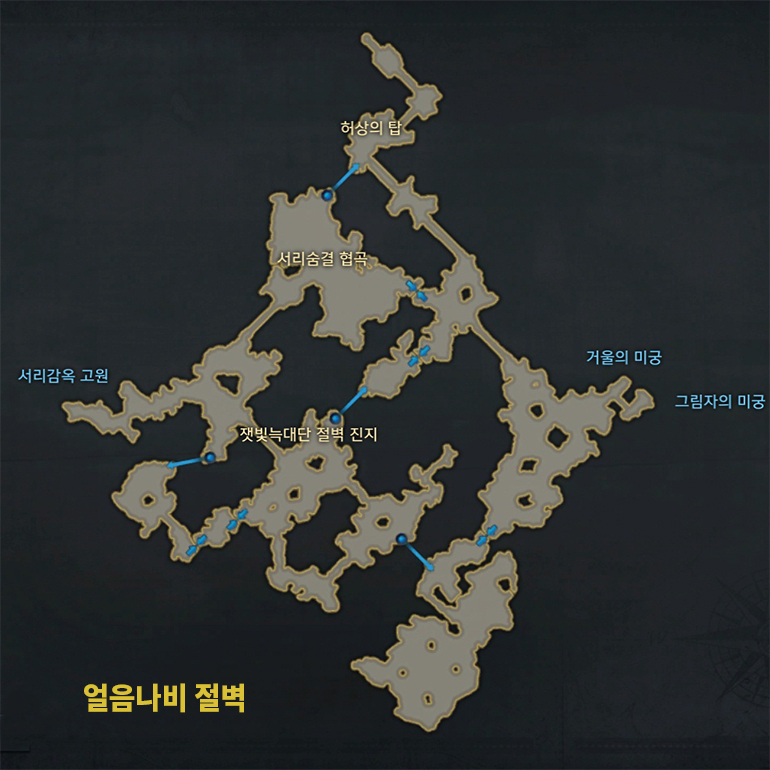 허상의 탑
서리숨결 협곡
거울의 미궁
서리감옥 고원
그림자의 미궁
잿빛늑대단 절벽 진지
얼음나비 절벽